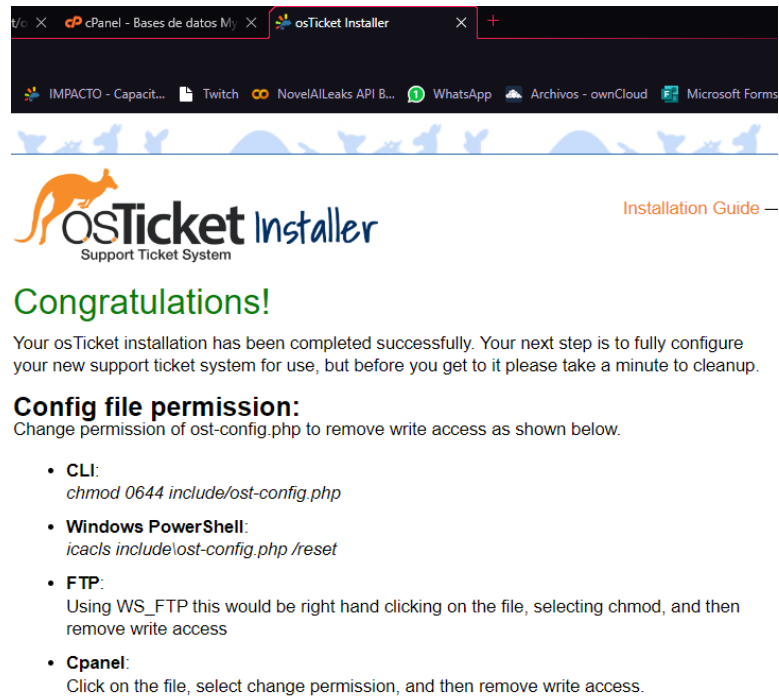 t/o
cPanel - Bases de datos My
osTicket Installer
IMPACTO - Capacit...
Twitch
NovelAILeaks API B...
1
WhatsApp
Archivos - ownCloud
Microsoft Forms
osTicket Installer
Support Ticket System
Installation Guide —
Congratulations!
Your osTicket installation has been completed successfully. Your next step is to fully configure
your new support ticket system for use, but before you get to it please take a minute to cleanup.
Config file permission:
Change permission of ost-config.php to remove write access as shown below.
• CLI:
chmod 0644 include/ost-config.php
• Windows PowerShell:
icacls include\ost-config.php /reset
• FTP:
Using WS_FTP this would be right hand clicking on the file, selecting chmod, and then
remove write access
• Cpanel:
Click on the file, select change permission, and then remove write access.